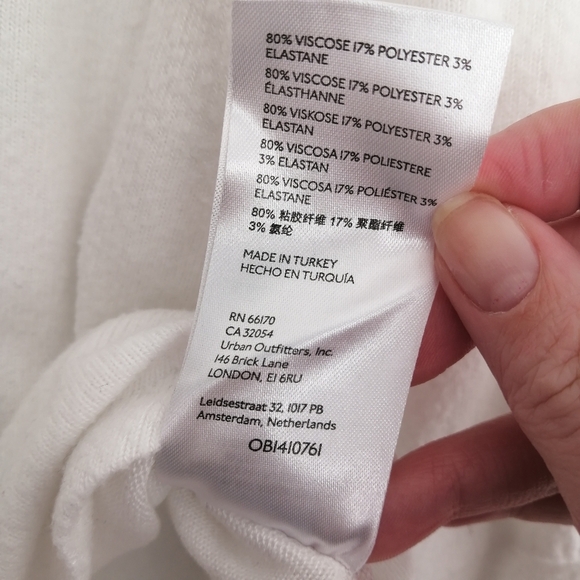 80% VISCOSE 17% POLYESTER 3%
ELASTANE
80% VISCOSE 17% POLYESTER 3%
ÉLASTHANNE
80% VISKOSE 17% POLYESTER 3%
ELASTAN
80% VISCOSA 17% POLIESTERE
3% ELASTAN
80% VISCOSA 17% POLIÉSTER 3%
ELASTANE
80% 粘胶纤维 17% 聚酯纤维
3% 氨纶
MADE IN TURKEY
HECHO EN TURQUÍA
RN 66170
CA 32054
Urban Outfitters, Inc.
146 Brick Lane
LONDON, E1 6RU
Leidsestraat 32, 1017 PB
Amsterdam, Netherlands
OB1410761